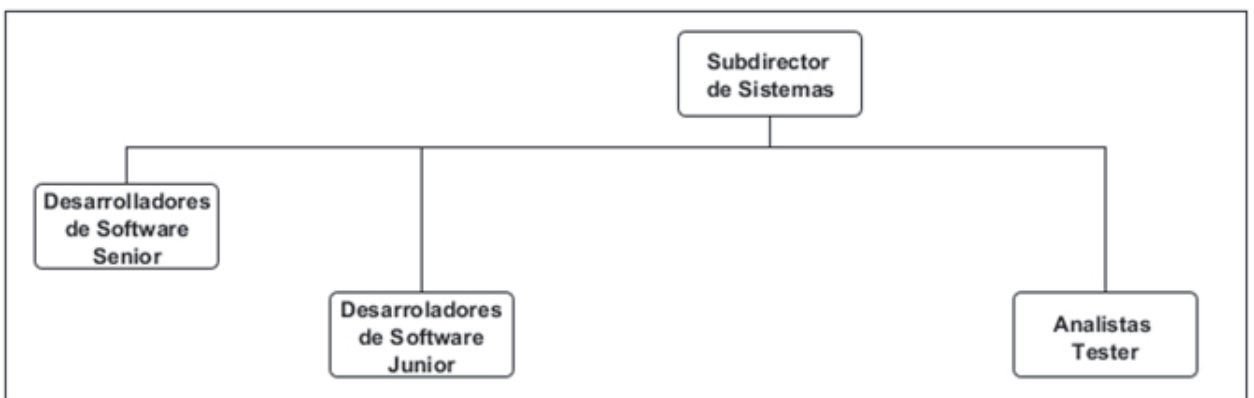 Subdirector
de Sistemas
Desarrolladores
de Software
Senior
Desarroladores
de Software
Junior
Analistas
Tester